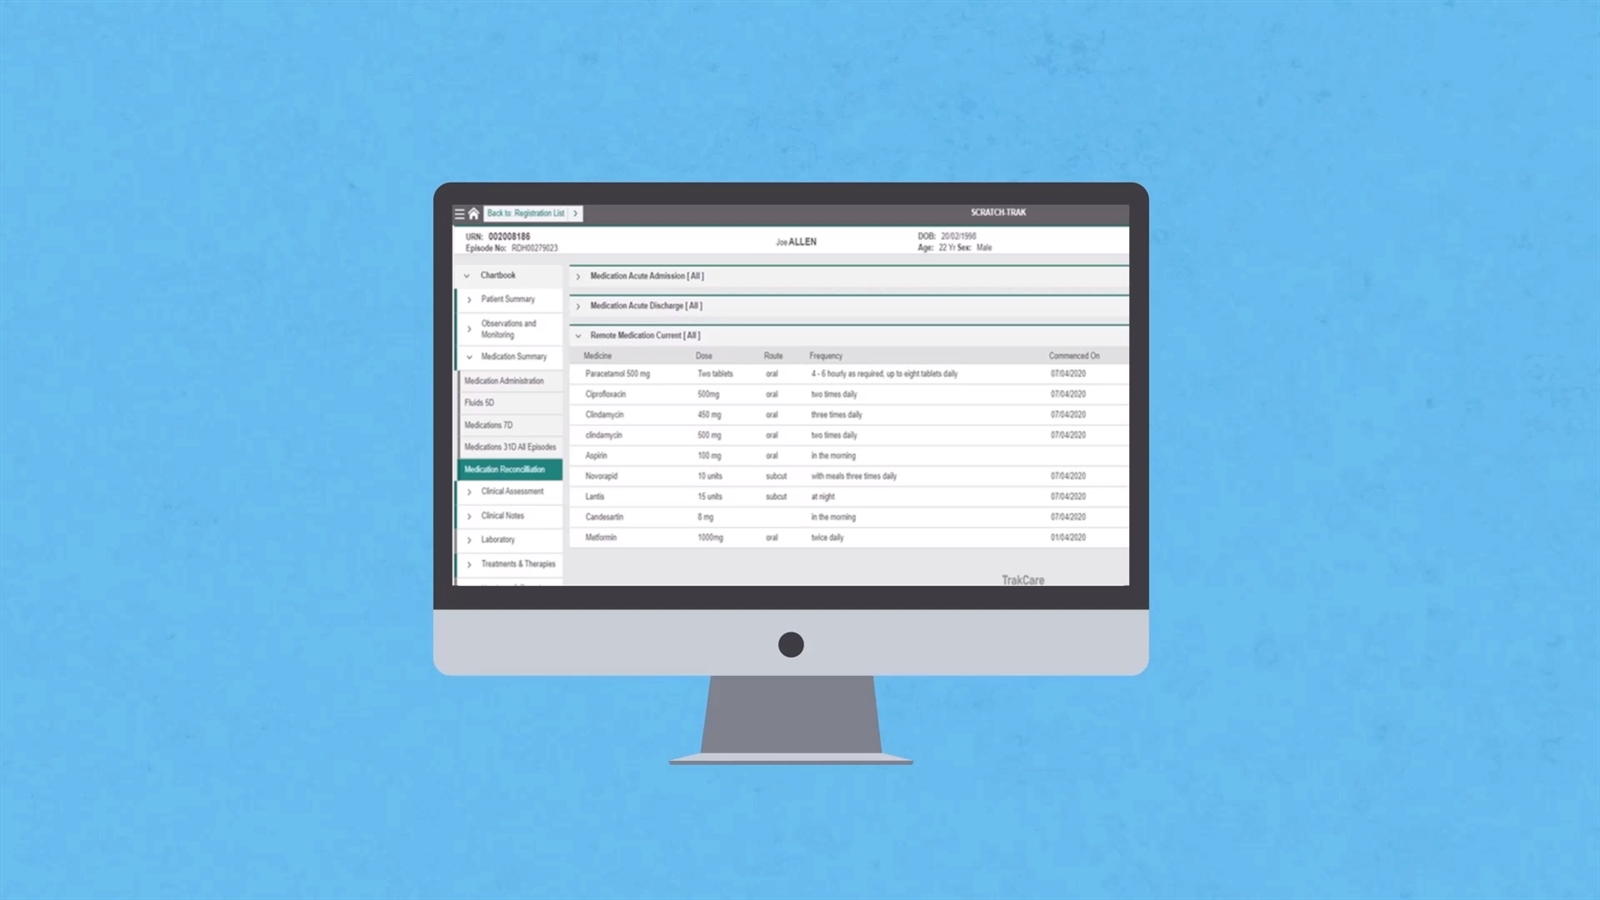 Back to: Registration List
SCRATCH-TRAK
URN: 002008186
Episode No: RDH00279023
Joe ALLEN
DOB: 20/02/1998
Age: 22 Yr Sex: Male
Chartbook
Patient Summary
Observations and
Monitoring
Medication Summary
Medication Administration
Fluids 5D
Medications 7D
Medications 31D All Episodes
Medication Reconcilliation
Clinical Assessment
Clinical Notes
Laboratory
Treatments & Therapies
Medication Acute Admission [ All ]
Medication Acute Discharge [ All ]
Remote Medication Current [ All ]
Medicine Dose Route Frequency Commenced On
Paracetamol 500 mg Two tablets oral 4 - 6 hourly as required, up to eight tablets daily 07/04/2020
Ciprofloxacin 500mg oral two times daily 07/04/2020
Clindamycin 450 mg oral three times daily 07/04/2020
clindamycin 500 mg oral two times daily 07/04/2020
Aspirin 100 mg oral in the morning
Novorapid 10 units subcut with meals three times daily 07/04/2020
Lantis 15 units subcut at night 07/04/2020
Candesartin 8 mg in the morning 07/04/2020
Metformin 1000mg oral twice daily 01/04/2020
TrakCare